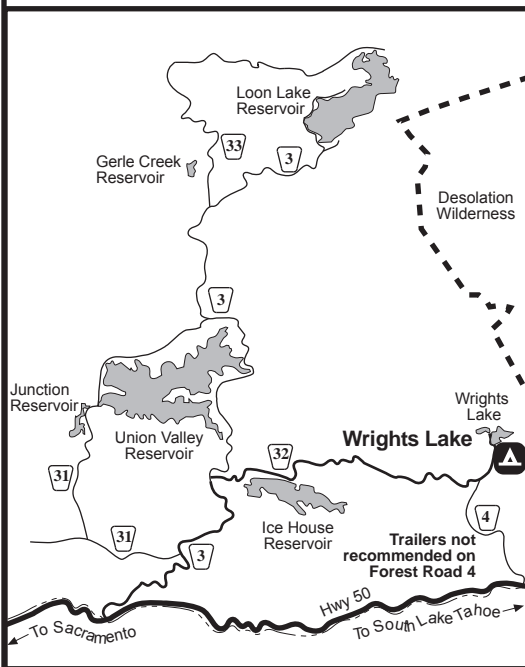 Loon Lake
Reservoir
33
3
Gerle Creek
Reservoir
Desolation
Wilderness
3
Junction
Reservoir
Union Valley
Reservoir
Wrights
Lake
Wrights Lake
32
31
4
Ice House
Reservoir
31
3
Trailers not
recommended on
Forest Road 4
Hwy 50
To Sacramento
To South Lake Tahoe